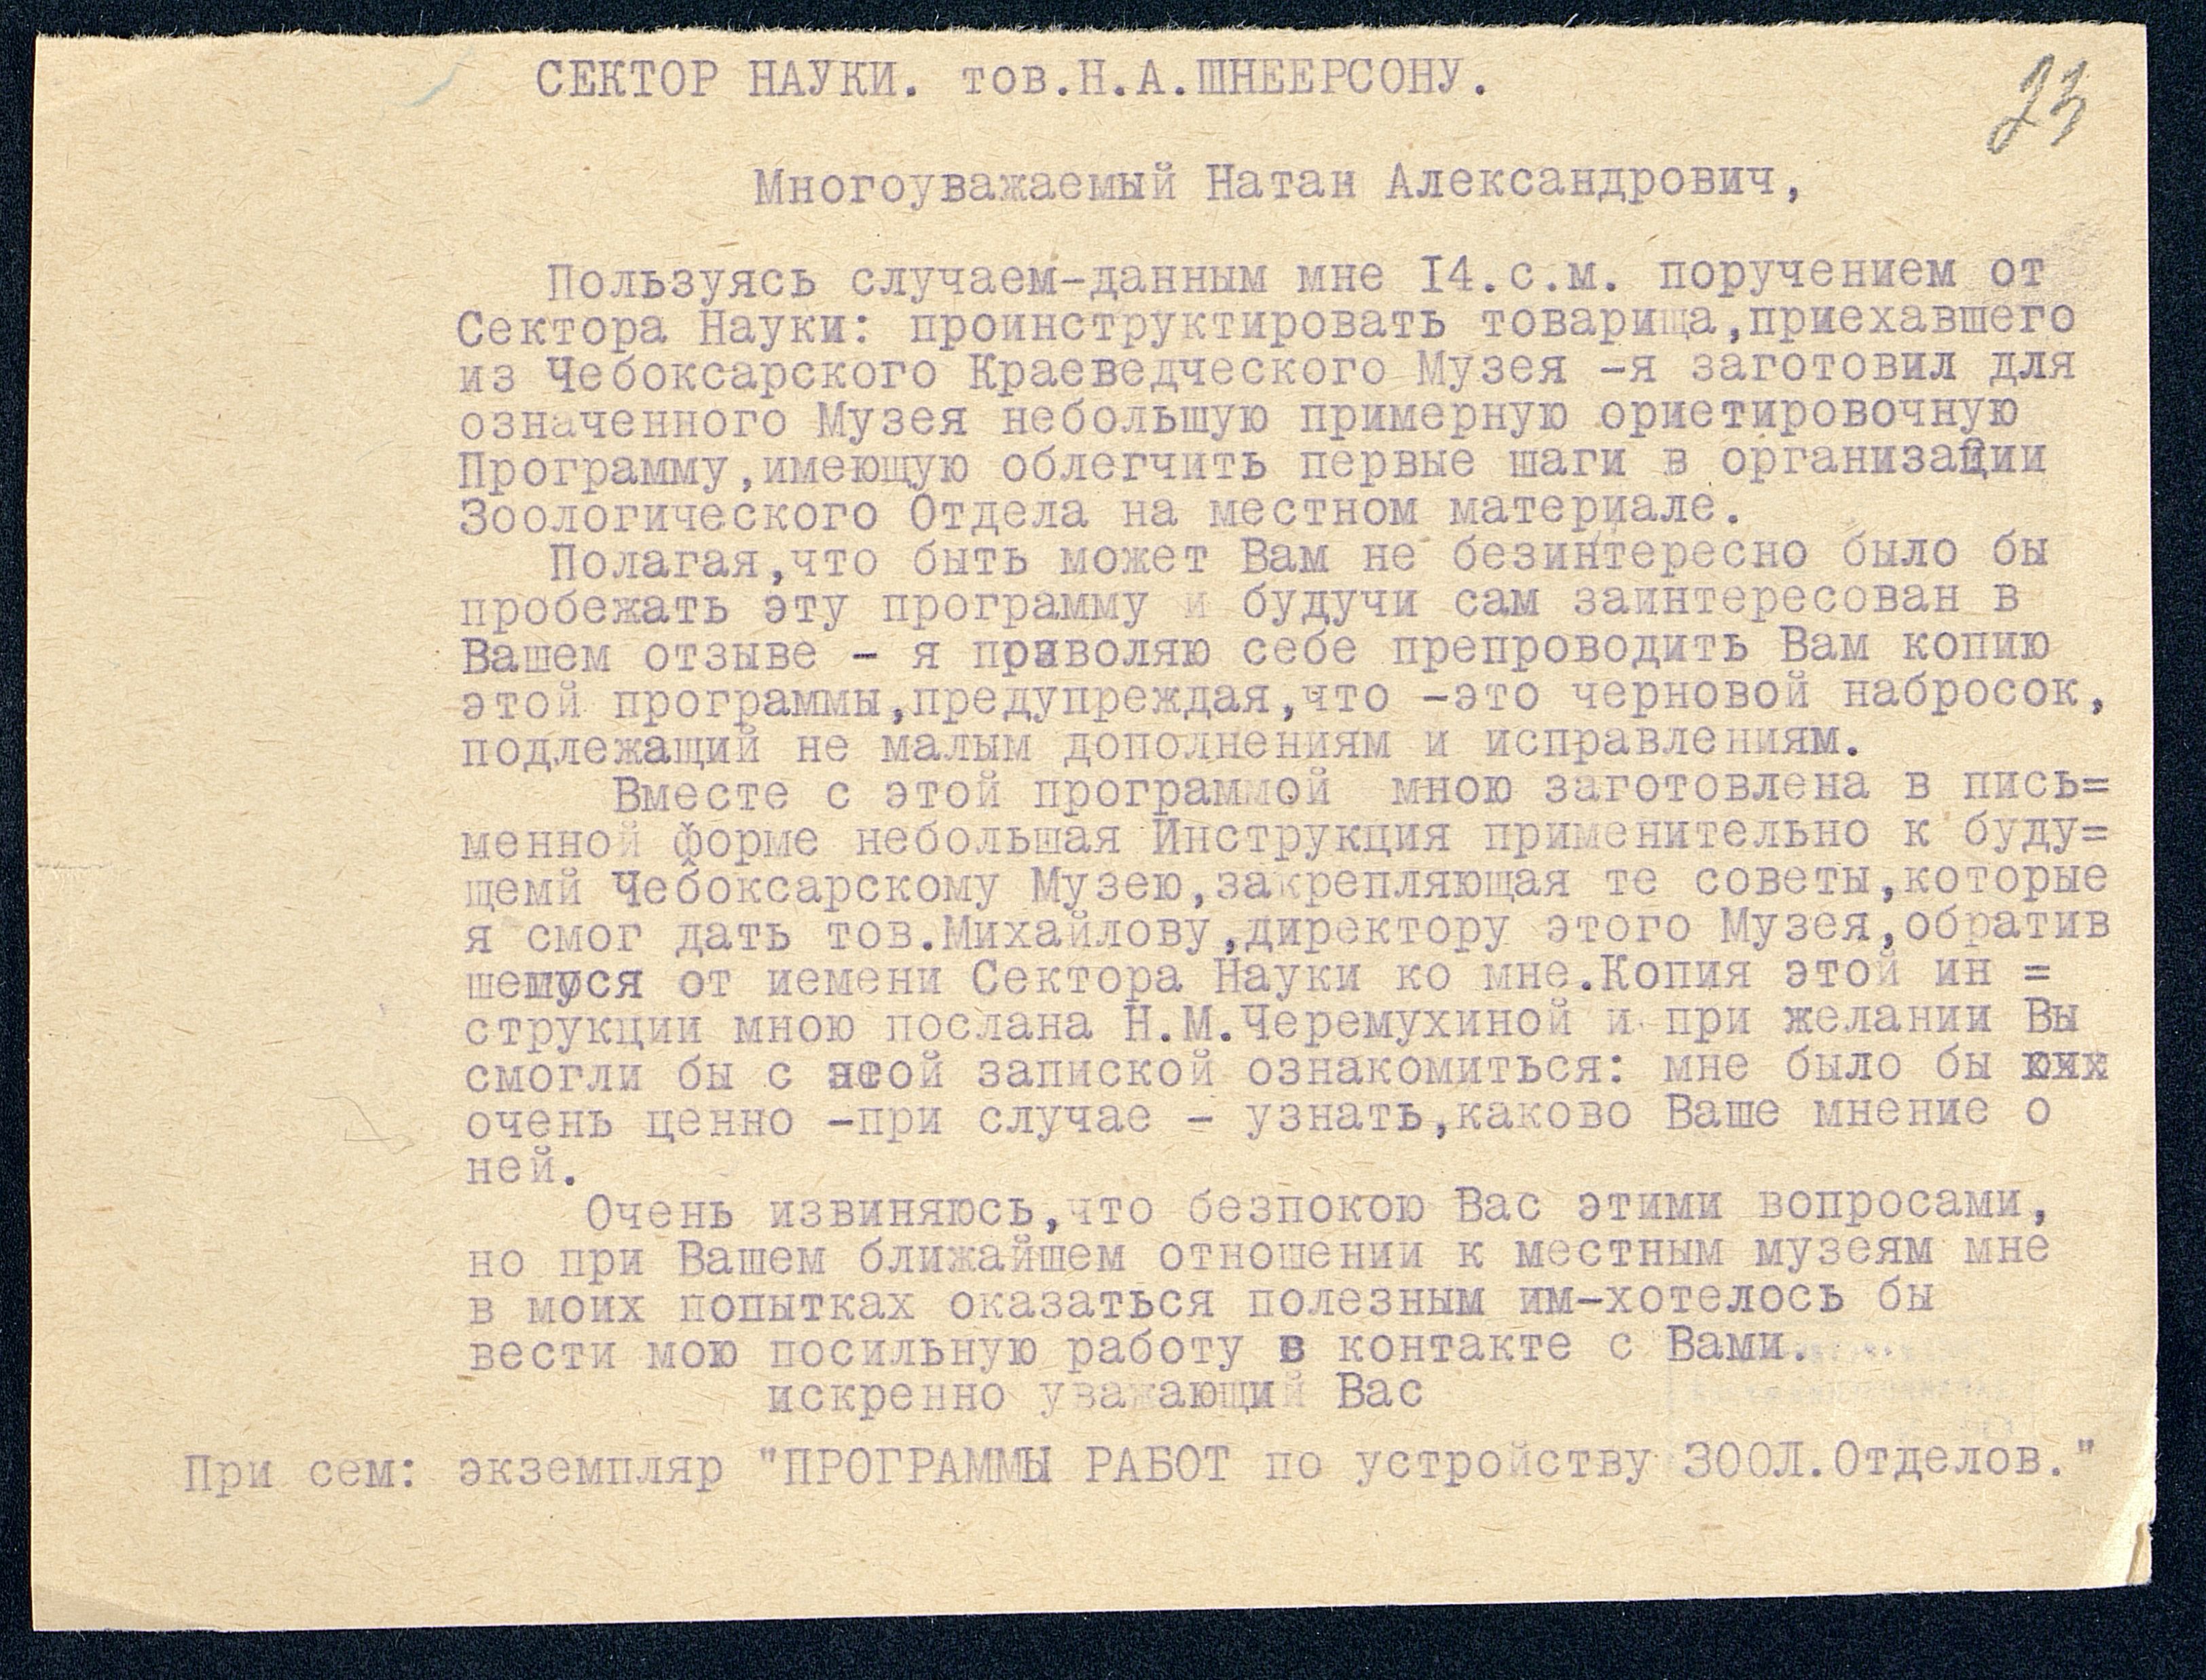 СЕКТОР НАУКИ. тов.Н.А.ШНЕЕРСОНУ.
23
Многоуважаемый Натан Александрович,
Пользуясь случаем-данным мне I4.с.м. поручением от
Сектора Науки: проинструктировать товарища,приехавшего
из Чебоксарского Краеведческого Музея -я заготовил для
означенного Музея небольшую примерную ориетировочную
Программу,имеющую облегчить первые шаги в организации
Зоологического Отдела на местном материале.
Полагая,что быть может Вам не безинтересно было бы
пробежать эту программу и будучи сам заинтересован в
Вашем отзыве - я позволяю себе препроводить Вам копию
этой программы,предупреждая,что -это черновой набросок,
подлежащий не малым дополнениям и исправлениям.
Вместе с этой программой мною заготовлена в пись=
менной форме небольшая Инструкция применительно к буду=
щемй Чебоксарскому Музею,закрепляющая те советы,которые
я смог дать тов.Михайлову,директору этого Музея,обратив
шемуся от иемени Сектора Науки ко мне.Копия этой ин =
струкции мною послана Н.М.Черемухиной и при желании Вы
смогли бы с этой запиской ознакомиться: мне было бы
очень ценно -при случае - узнать,каково Ваше мнение о
ней.
Очень извиняюсь,что безпокою Вас этими вопросами,
но при Вашем ближайшем отношении к местным музеям мне
в моих попытках оказаться полезным им-хотелось бы
вести мою посильную работу в контакте с Вами.
искренно уважающий Вас
При сем: экземпляр "ПРОГРАММЫ РАБОТ по устройству ЗООЛ.Отделов."